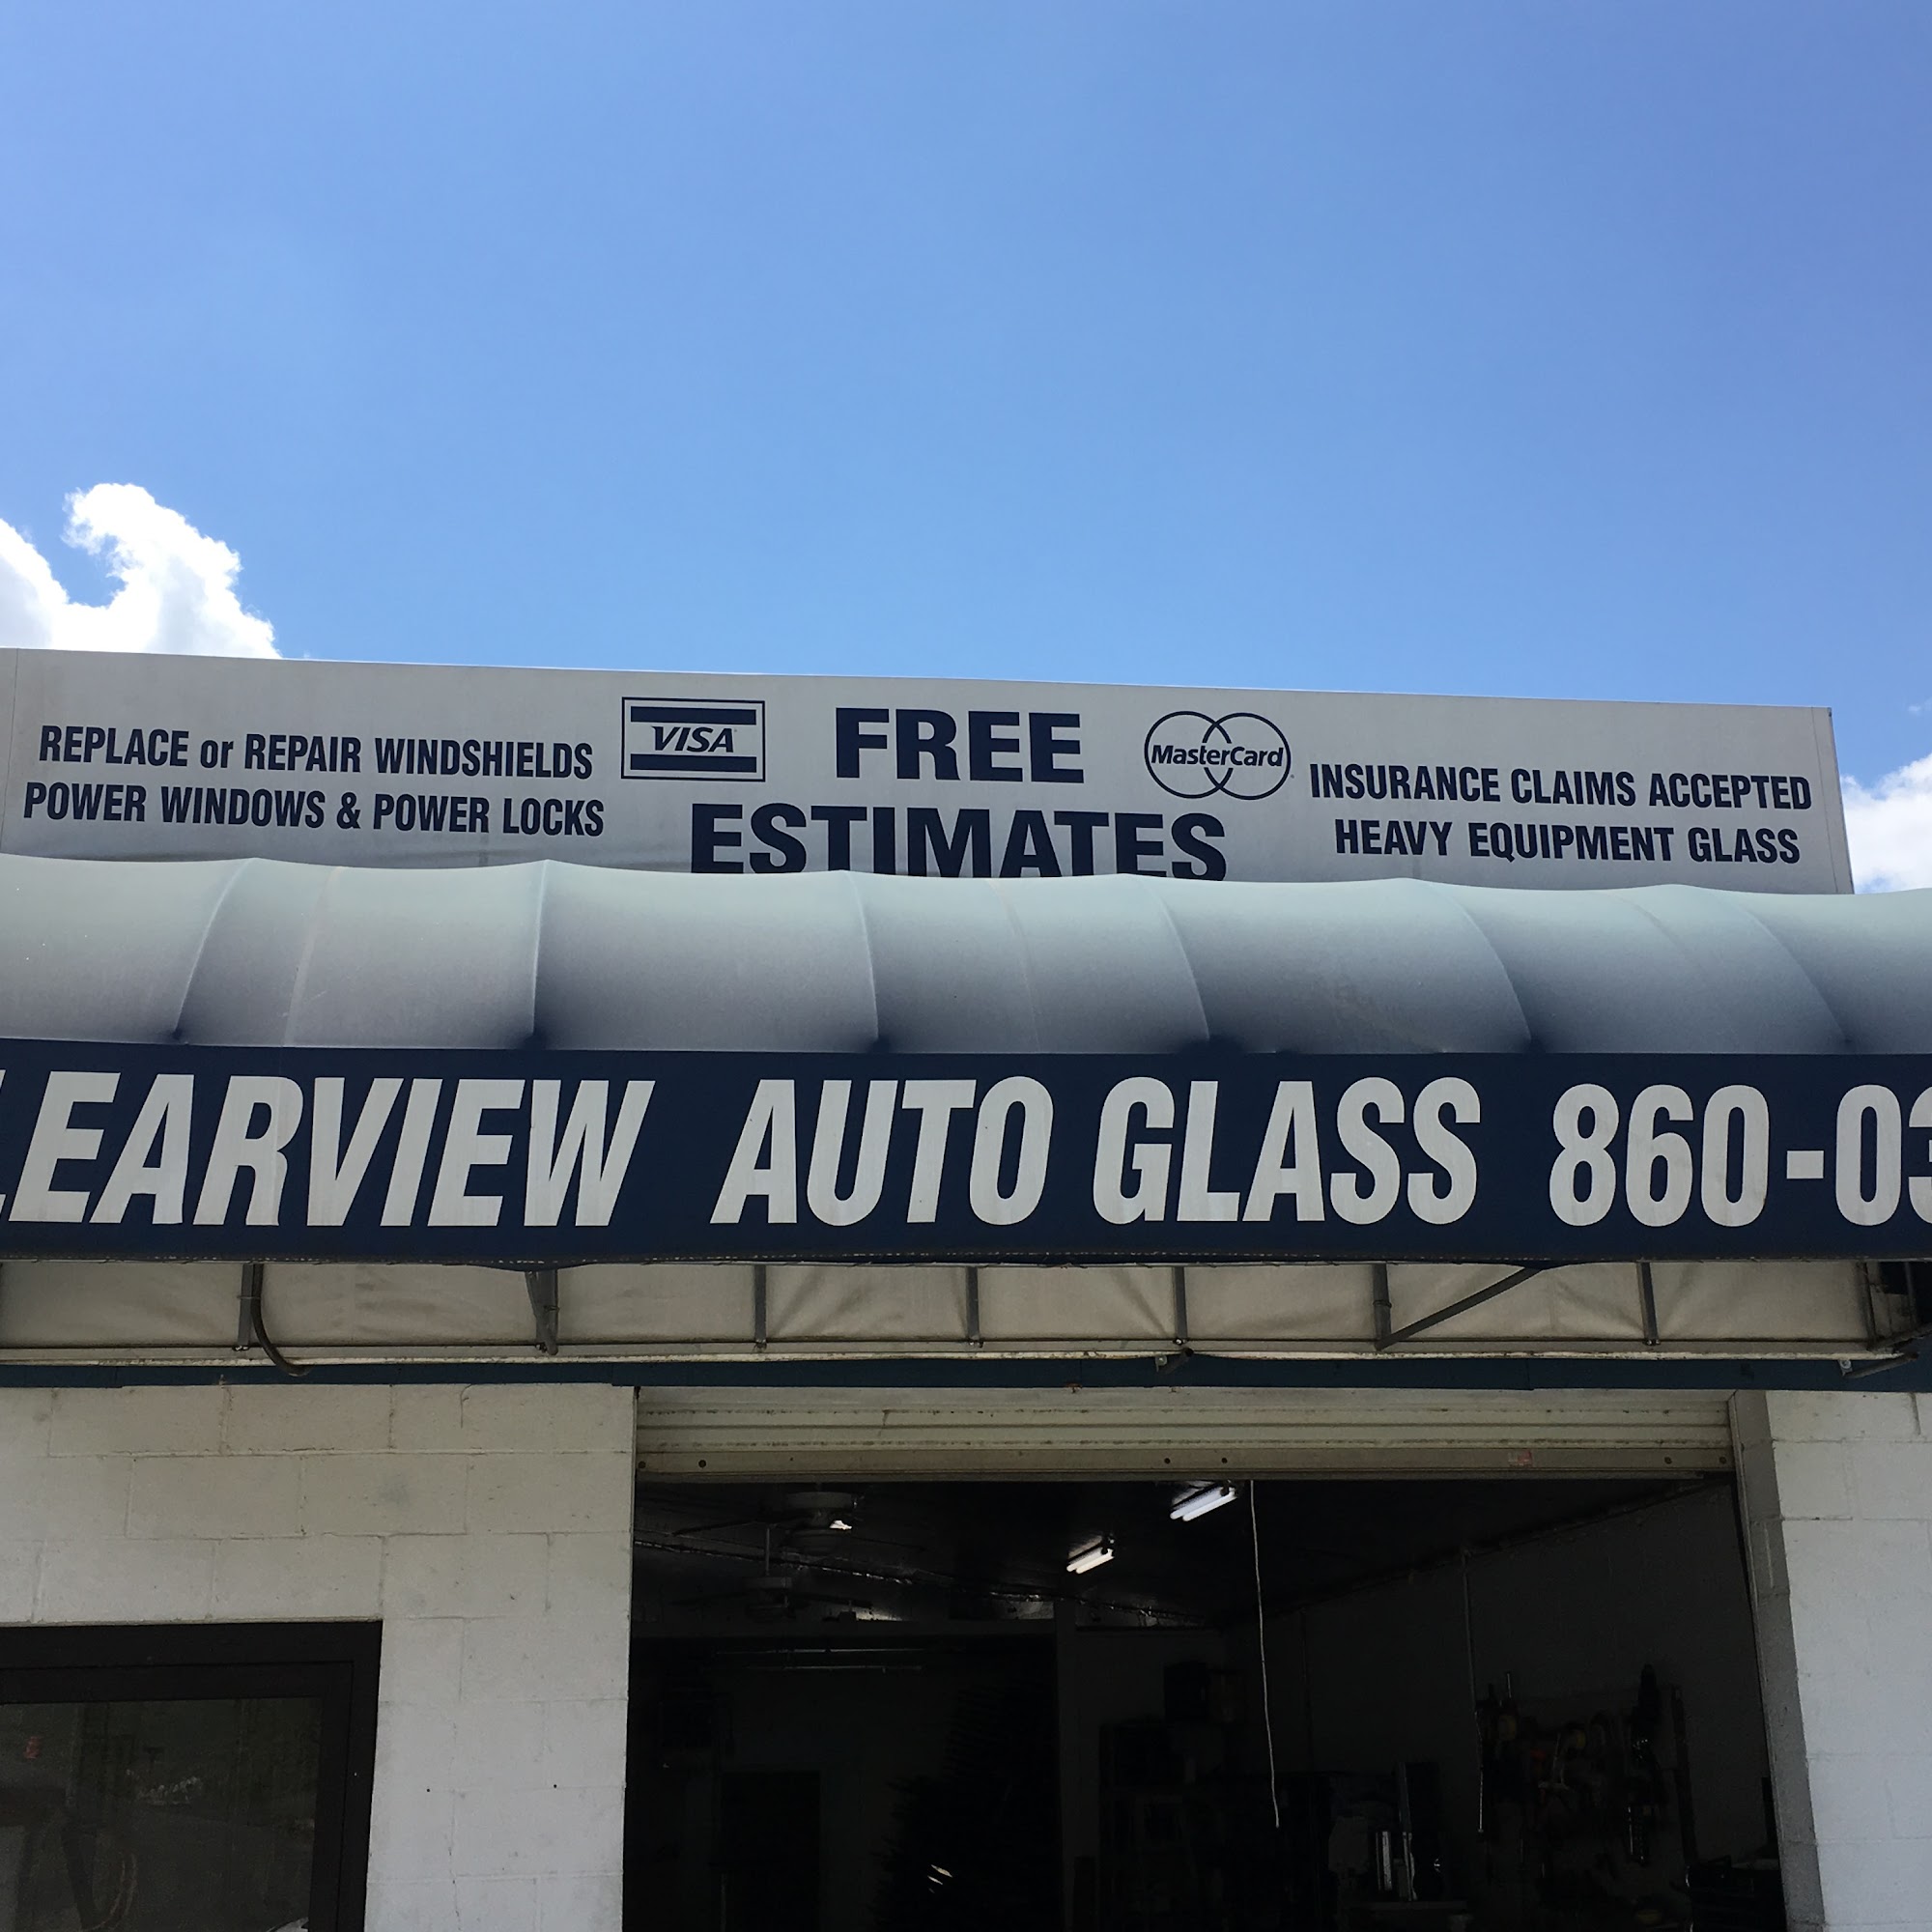 REPLACE or REPAIR WINDSHIELDS
POWER WINDOWS & POWER LOCKS
VISA
FREE
ESTIMATES
MasterCard
INSURANCE CLAIMS ACCEPTED
HEAVY EQUIPMENT GLASS
LEARVIEW AUTO GLASS 860-03